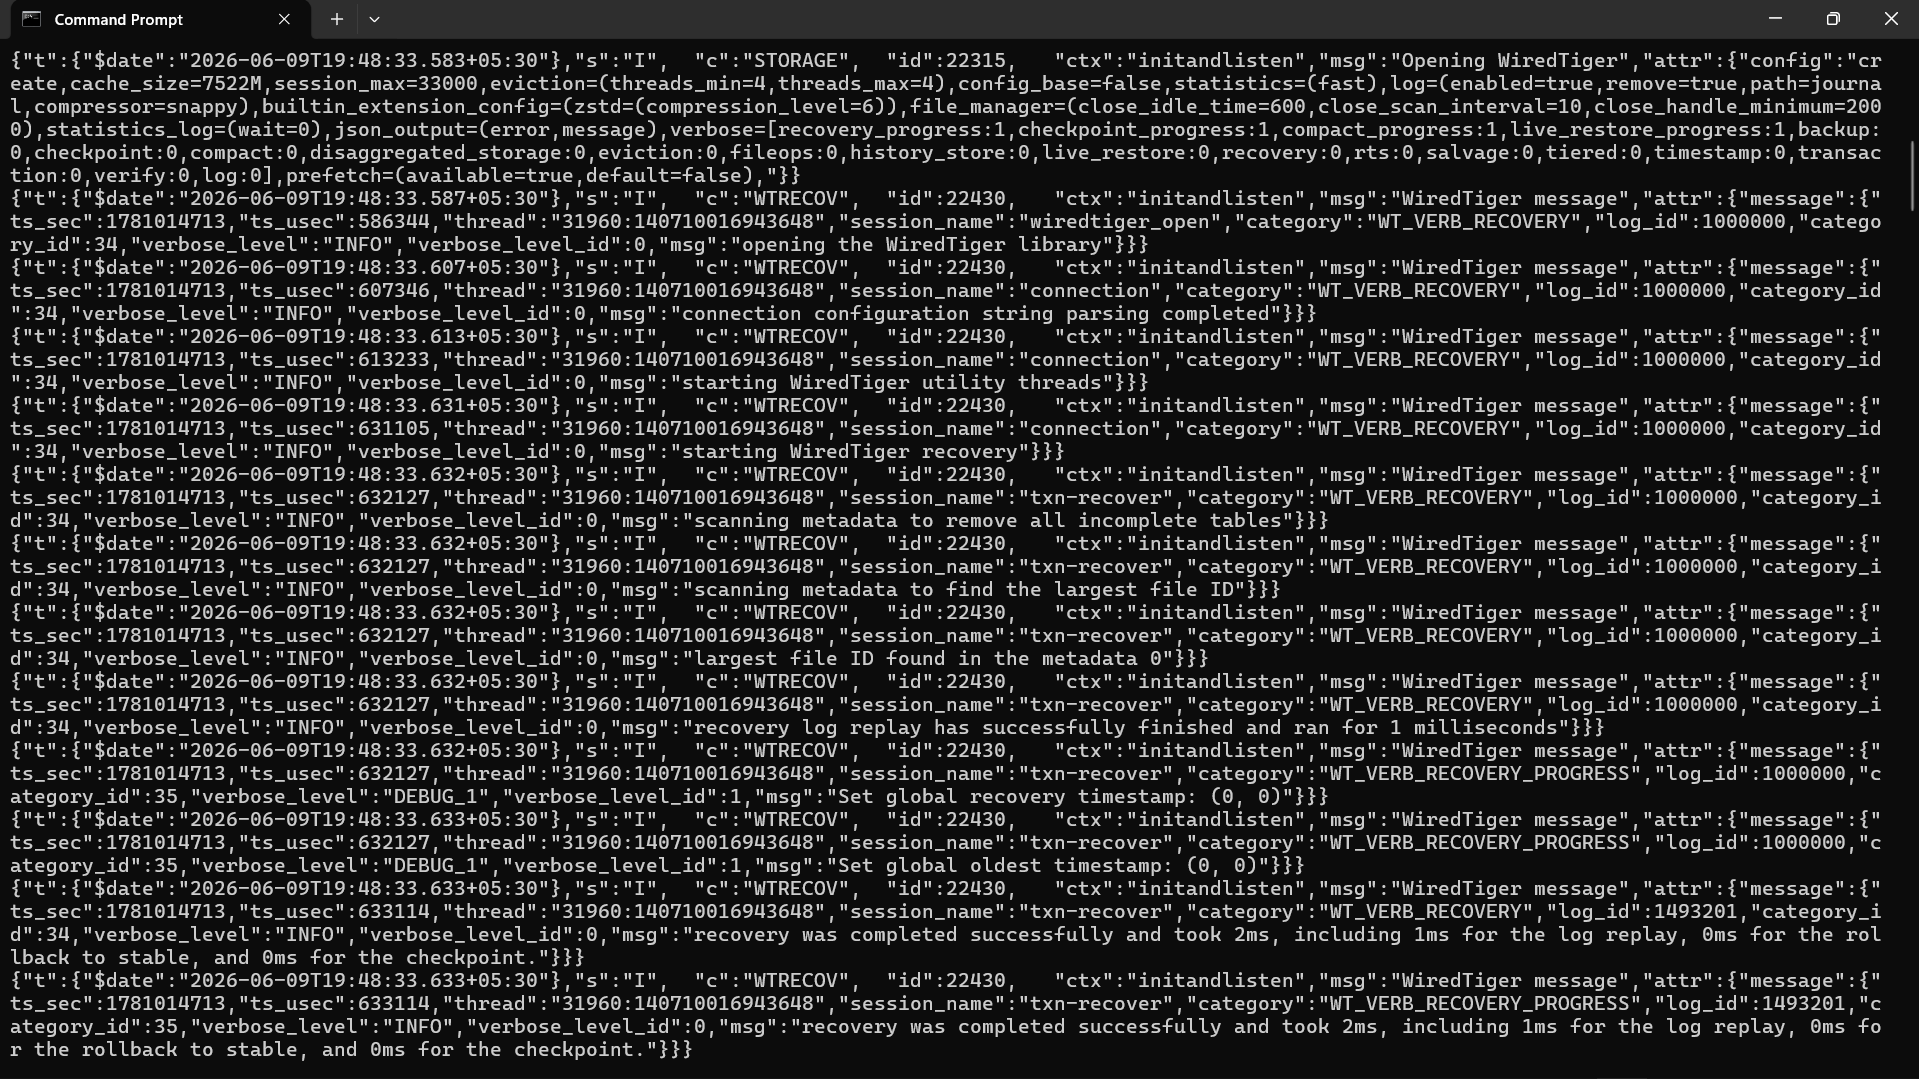 Command Prompt
{"t":{"$date":"2026-06-09T19:48:33.583+05:30"},"s":"I",  "c":"STORAGE",  "id":22315,   "ctx":"initandlisten","msg":"Opening WiredTiger","attr":{"config":"cr
eate,cache_size=7522M,session_max=33000,eviction=(threads_min=4,threads_max=4),config_base=false,statistics=(fast),log=(enabled=true,remove=true,path=journa
l,compressor=snappy),builtin_extension_config=(zstd=(compression_level=6)),file_manager=(close_idle_time=600,close_scan_interval=10,close_handle_minimum=200
0),statistics_log=(wait=0),json_output=(error,message),verbose=[recovery_progress:1,checkpoint_progress:1,compact_progress:1,live_restore_progress:1,backup:
0,checkpoint:0,compact:0,disaggregated_storage:0,eviction:0,fileops:0,history_store:0,live_restore:0,recovery:0,rts:0,salvage:0,tiered:0,timestamp:0,transac
tion:0,verify:0,log:0],prefetch=(available=true,default=false),"}}
{"t":{"$date":"2026-06-09T19:48:33.587+05:30"},"s":"I",  "c":"WTRECOV",  "id":22430,   "ctx":"initandlisten","msg":"WiredTiger message","attr":{"message":{"
ts_sec":1781014713,"ts_usec":586344,"thread":"31960:140710016943648","session_name":"wiredtiger_open","category":"WT_VERB_RECOVERY","log_id":1000000,"catego
ry_id":34,"verbose_level":"INFO","verbose_level_id":0,"msg":"opening the WiredTiger library"}}}
{"t":{"$date":"2026-06-09T19:48:33.607+05:30"},"s":"I",  "c":"WTRECOV",  "id":22430,   "ctx":"initandlisten","msg":"WiredTiger message","attr":{"message":{"
ts_sec":1781014713,"ts_usec":607346,"thread":"31960:140710016943648","session_name":"connection","category":"WT_VERB_RECOVERY","log_id":1000000,"category_id
":34,"verbose_level":"INFO","verbose_level_id":0,"msg":"connection configuration string parsing completed"}}}
{"t":{"$date":"2026-06-09T19:48:33.613+05:30"},"s":"I",  "c":"WTRECOV",  "id":22430,   "ctx":"initandlisten","msg":"WiredTiger message","attr":{"message":{"
ts_sec":1781014713,"ts_usec":613233,"thread":"31960:140710016943648","session_name":"connection","category":"WT_VERB_RECOVERY","log_id":1000000,"category_id
":34,"verbose_level":"INFO","verbose_level_id":0,"msg":"starting WiredTiger utility threads"}}}
{"t":{"$date":"2026-06-09T19:48:33.631+05:30"},"s":"I",  "c":"WTRECOV",  "id":22430,   "ctx":"initandlisten","msg":"WiredTiger message","attr":{"message":{"
ts_sec":1781014713,"ts_usec":631105,"thread":"31960:140710016943648","session_name":"connection","category":"WT_VERB_RECOVERY","log_id":1000000,"category_id
":34,"verbose_level":"INFO","verbose_level_id":0,"msg":"starting WiredTiger recovery"}}}
{"t":{"$date":"2026-06-09T19:48:33.632+05:30"},"s":"I",  "c":"WTRECOV",  "id":22430,   "ctx":"initandlisten","msg":"WiredTiger message","attr":{"message":{"
ts_sec":1781014713,"ts_usec":632127,"thread":"31960:140710016943648","session_name":"txn-recover","category":"WT_VERB_RECOVERY","log_id":1000000,"category_i
d":34,"verbose_level":"INFO","verbose_level_id":0,"msg":"scanning metadata to remove all incomplete tables"}}}
{"t":{"$date":"2026-06-09T19:48:33.632+05:30"},"s":"I",  "c":"WTRECOV",  "id":22430,   "ctx":"initandlisten","msg":"WiredTiger message","attr":{"message":{"
ts_sec":1781014713,"ts_usec":632127,"thread":"31960:140710016943648","session_name":"txn-recover","category":"WT_VERB_RECOVERY","log_id":1000000,"category_i
d":34,"verbose_level":"INFO","verbose_level_id":0,"msg":"scanning metadata to find the largest file ID"}}}
{"t":{"$date":"2026-06-09T19:48:33.632+05:30"},"s":"I",  "c":"WTRECOV",  "id":22430,   "ctx":"initandlisten","msg":"WiredTiger message","attr":{"message":{"
ts_sec":1781014713,"ts_usec":632127,"thread":"31960:140710016943648","session_name":"txn-recover","category":"WT_VERB_RECOVERY","log_id":1000000,"category_i
d":34,"verbose_level":"INFO","verbose_level_id":0,"msg":"largest file ID found in the metadata 0"}}}
{"t":{"$date":"2026-06-09T19:48:33.632+05:30"},"s":"I",  "c":"WTRECOV",  "id":22430,   "ctx":"initandlisten","msg":"WiredTiger message","attr":{"message":{"
ts_sec":1781014713,"ts_usec":632127,"thread":"31960:140710016943648","session_name":"txn-recover","category":"WT_VERB_RECOVERY","log_id":1000000,"category_i
d":34,"verbose_level":"INFO","verbose_level_id":0,"msg":"recovery log replay has successfully finished and ran for 1 milliseconds"}}}
{"t":{"$date":"2026-06-09T19:48:33.632+05:30"},"s":"I",  "c":"WTRECOV",  "id":22430,   "ctx":"initandlisten","msg":"WiredTiger message","attr":{"message":{"
ts_sec":1781014713,"ts_usec":632127,"thread":"31960:140710016943648","session_name":"txn-recover","category":"WT_VERB_RECOVERY_PROGRESS","log_id":1000000,"c
ategory_id":35,"verbose_level":"DEBUG_1","verbose_level_id":1,"msg":"Set global recovery timestamp: (0, 0)"}}}
{"t":{"$date":"2026-06-09T19:48:33.633+05:30"},"s":"I",  "c":"WTRECOV",  "id":22430,   "ctx":"initandlisten","msg":"WiredTiger message","attr":{"message":{"
ts_sec":1781014713,"ts_usec":632127,"thread":"31960:140710016943648","session_name":"txn-recover","category":"WT_VERB_RECOVERY_PROGRESS","log_id":1000000,"c
ategory_id":35,"verbose_level":"DEBUG_1","verbose_level_id":1,"msg":"Set global oldest timestamp: (0, 0)"}}}
{"t":{"$date":"2026-06-09T19:48:33.633+05:30"},"s":"I",  "c":"WTRECOV",  "id":22430,   "ctx":"initandlisten","msg":"WiredTiger message","attr":{"message":{"
ts_sec":1781014713,"ts_usec":633114,"thread":"31960:140710016943648","session_name":"txn-recover","category":"WT_VERB_RECOVERY","log_id":1493201,"category_i
d":34,"verbose_level":"INFO","verbose_level_id":0,"msg":"recovery was completed successfully and took 2ms, including 1ms for the log replay, 0ms for the rol
lback to stable, and 0ms for the checkpoint."}}}
{"t":{"$date":"2026-06-09T19:48:33.633+05:30"},"s":"I",  "c":"WTRECOV",  "id":22430,   "ctx":"initandlisten","msg":"WiredTiger message","attr":{"message":{"
ts_sec":1781014713,"ts_usec":633114,"thread":"31960:140710016943648","session_name":"txn-recover","category":"WT_VERB_RECOVERY_PROGRESS","log_id":1493201,"c
ategory_id":35,"verbose_level":"INFO","verbose_level_id":0,"msg":"recovery was completed successfully and took 2ms, including 1ms for the log replay, 0ms fo
r the rollback to stable, and 0ms for the checkpoint."}}}